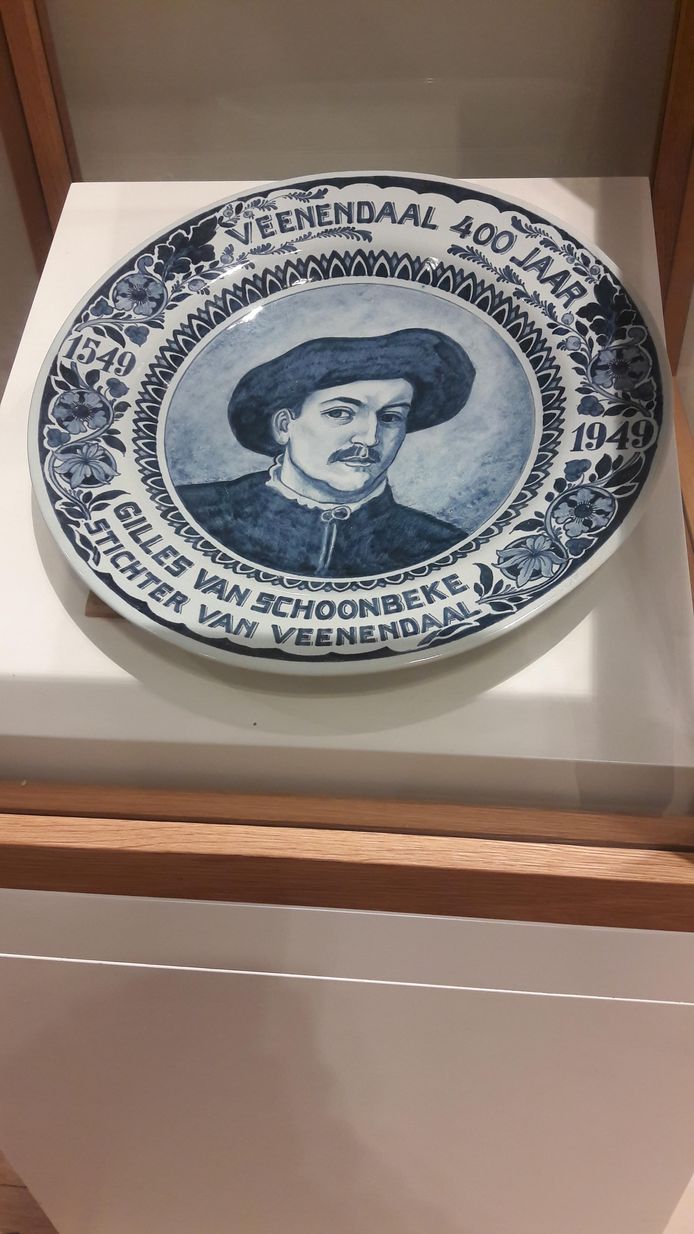 VEENENDAAL 400 JAAR
1549
1949
GILLES VAN SCHOONBEKE
STICHTER VAN VEENENDAAL